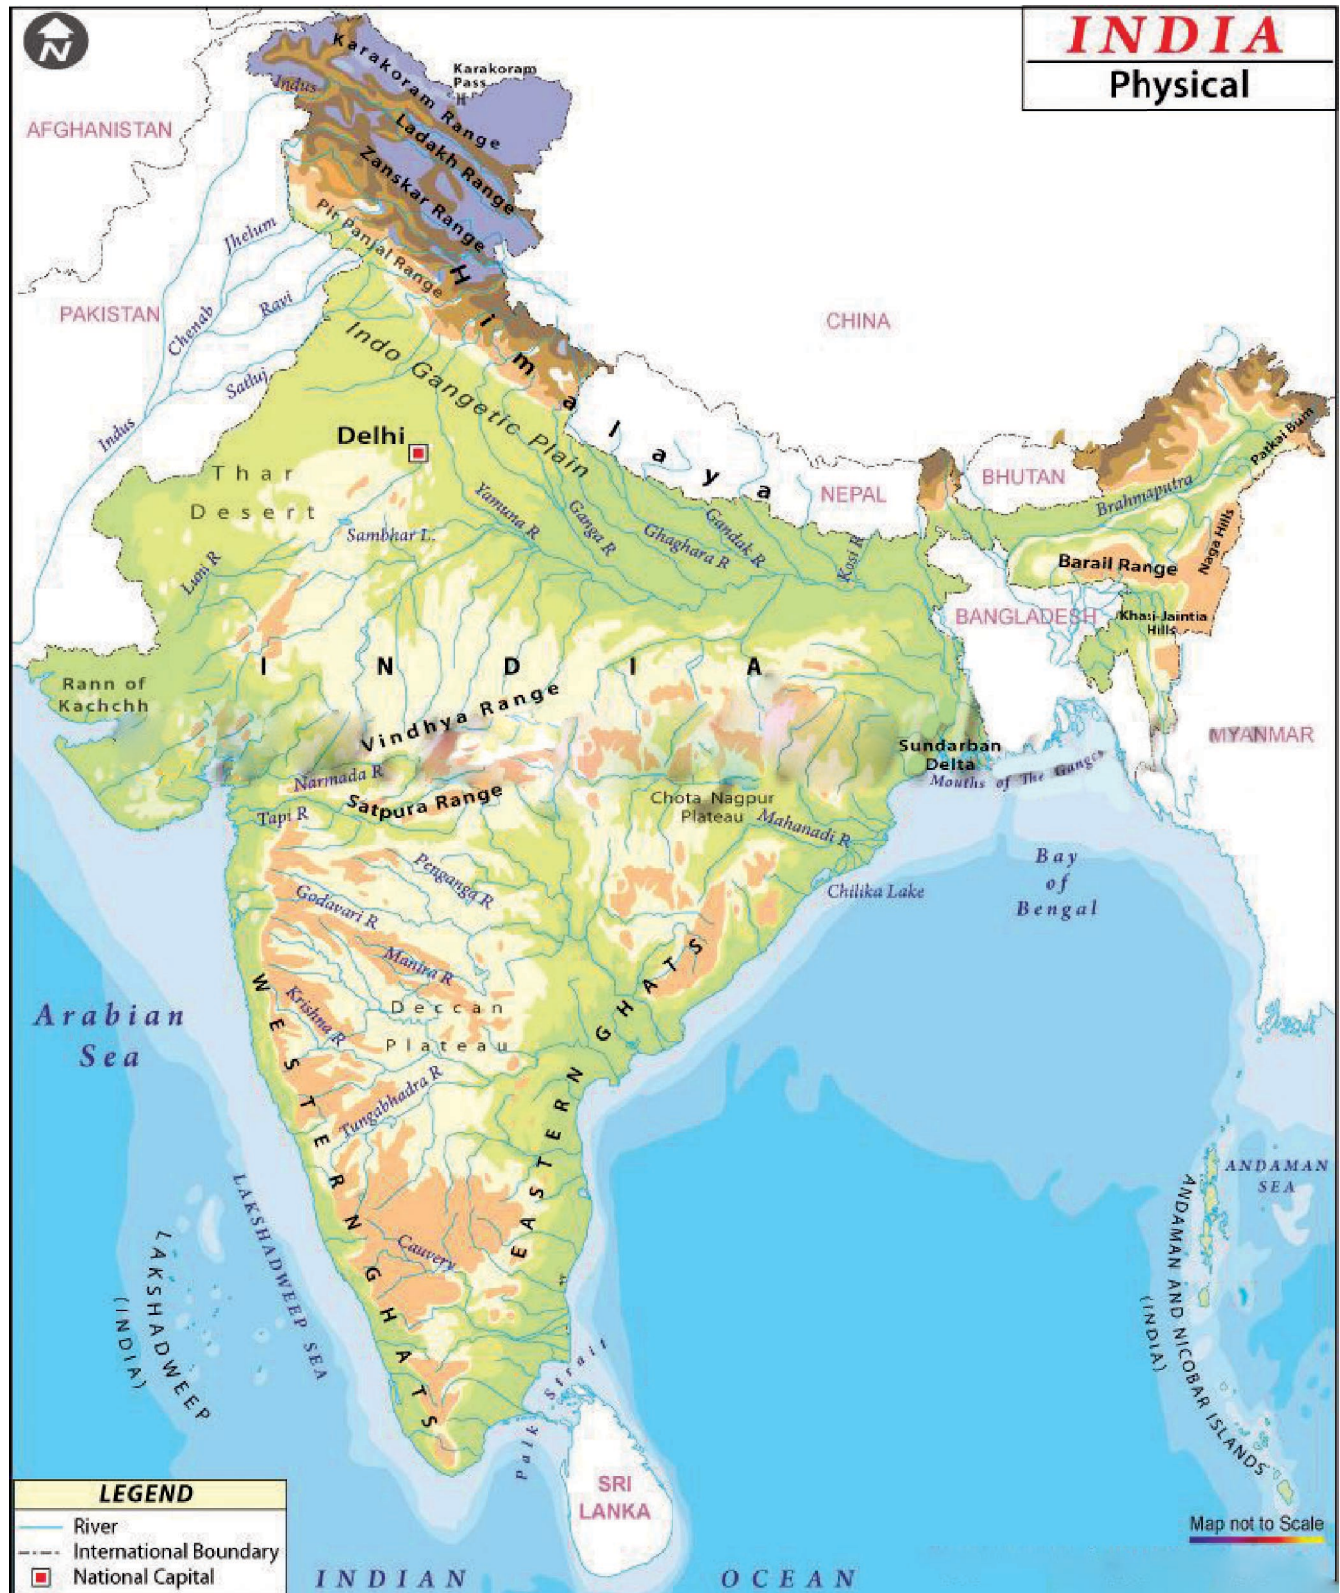 N
INDIA
Physical
Karakoram Range
Karakoram
Pass
Indus
AFGHANISTAN
Ladakh Range
Zanskar Range
Pir Panjal Range
Jhelum
PAKISTAN
Chenab
Ravi
Satluj
Indus
Himalaya
CHINA
Indo Gangetic Plain
Delhi
Thar
Desert
NEPAL
BHUTAN
Patkai Bum
Brahmaputra
Sambhar L.
Yamuna R
Ganga R
Ghaghara R
Gandak R
Kosi R
Luni R
Barail Range
Naga Hills
BANGLADESH
Khasi-Jaintia
Hills
INDIA
Rann of
Kachchh
Vindhya Range
Sundarban
Delta
MYANMAR
Mouths of The Ganges
Narmada R
Satpura Range
Tapi R
Chota Nagpur
Plateau
Mahanadi R
Penganga R
Godavari R
Chilika Lake
Bay
of
Bengal
Manjra R
Krishna R
Deccan
Plateau
Arabian
Sea
Tungabhadra R
WESTERN GHATS
EASTERN GHATS
Cauvery
ANDAMAN
SEA
ANDAMAN AND NICOBAR ISLANDS
(INDIA)
LAKSHADWEEP SEA
LAKSHADWEEP
(INDIA)
Palk Strait
SRI
LANKA
LEGEND
River
International Boundary
National Capital
Map not to Scale
INDIAN OCEAN